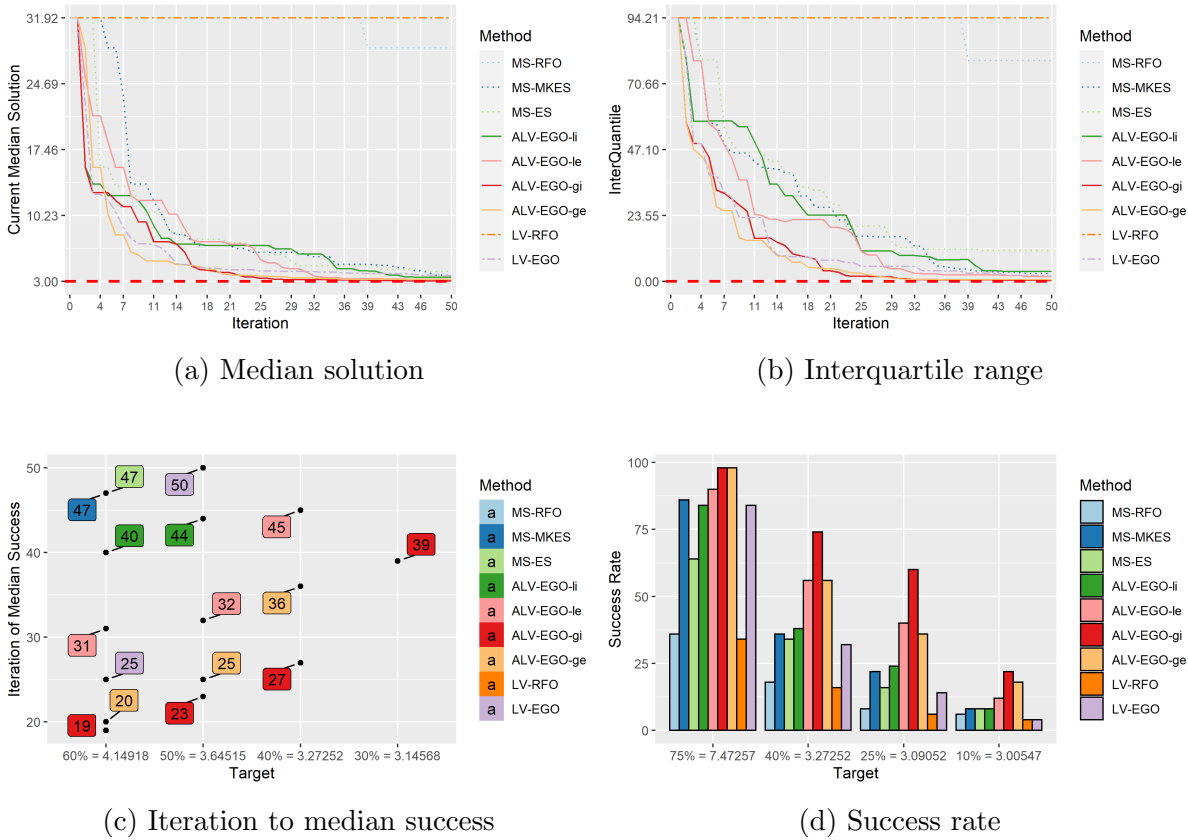 31.92
24.69
17.46
10.23
3.00
Current Median Solution
0 4 7 11 14 18 21 25 28 32 35 39 43 46 50
Iteration
Method
MS-RFO
MS-MKES
MS-ES
ALV-EGO-li
ALV-EGO-le
ALV-EGO-gi
ALV-EGO-ge
LV-RFO
LV-EGO
(a) Median solution
94.21
70.66
47.10
23.55
0.00
InterQuantile
0 4 7 11 14 18 21 25 28 32 36 39 43 46 50
Iteration
Method
MS-RFO
MS-MKES
MS-ES
ALV-EGO-li
ALV-EGO-le
ALV-EGO-gi
ALV-EGO-ge
LV-RFO
LV-EGO
(b) Interquartile range
50
40
30
20
Iteration of Median Success
47
47
50
40
44
45
39
31
32
36
25
25
27
19
20
23
60% = 4.14918 50% = 3.64515 40% = 3.27252 30% = 3.14568
Target
Method
a MS-RFO
a MS-MKES
a MS-ES
a ALV-EGO-li
a ALV-EGO-le
a ALV-EGO-gi
a ALV-EGO-ge
a LV-RFO
a LV-EGO
(c) Iteration to median success
100
75
50
25
0
Success Rate
75% = 7.47257 40% = 3.27252 25% = 3.09052 10% = 3.00547
Target
Method
MS-RFO
MS-MKES
MS-ES
ALV-EGO-li
ALV-EGO-le
ALV-EGO-gi
ALV-EGO-ge
LV-RFO
LV-EGO
(d) Success rate